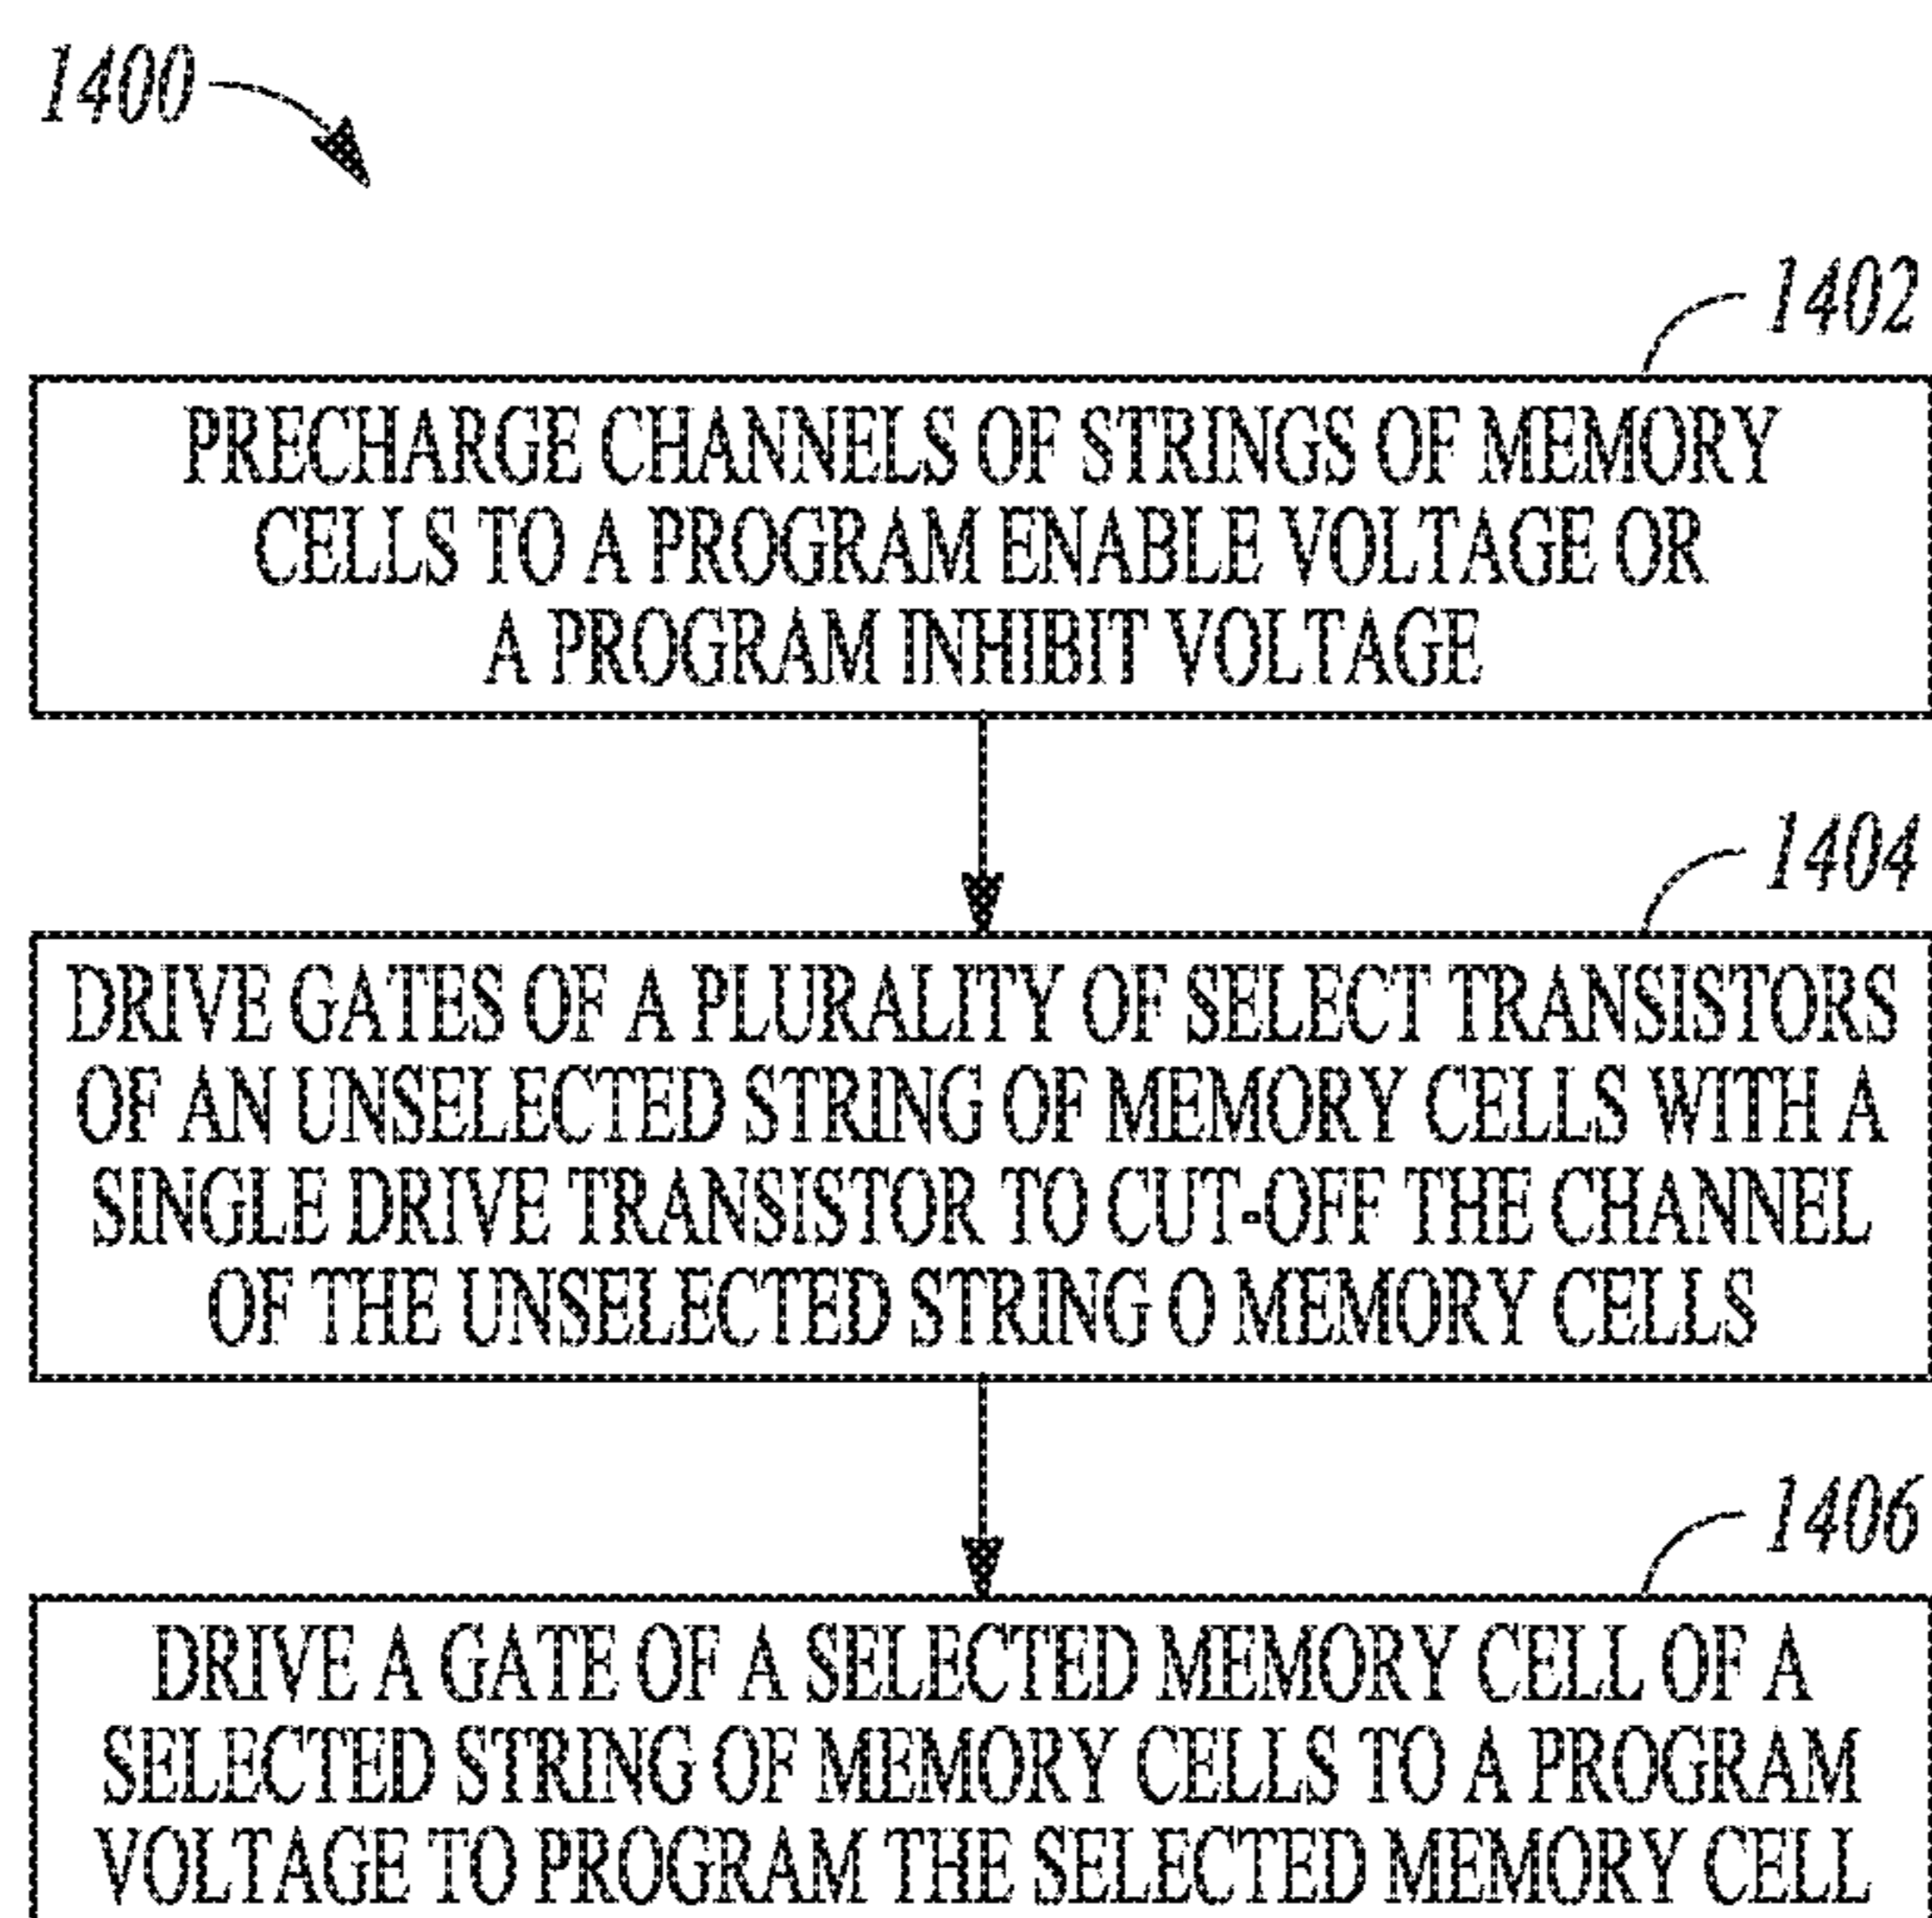 1400
1402
PRECHARGE CHANNELS OF STRINGS OF MEMORY
CELLS TO A PROGRAM ENABLE VOLTAGE OR
A PROGRAM INHIBIT VOLTAGE
1404
DRIVE GATES OF A PLURALITY OF SELECT TRANSISTORS
OF AN UNSELECTED STRING OF MEMORY CELLS WITH A
SINGLE DRIVE TRANSISTOR TO CUT-OFF THE CHANNEL
OF THE UNSELECTED STRING O MEMORY CELLS
1406
DRIVE A GATE OF A SELECTED MEMORY CELL OF A
SELECTED STRING OF MEMORY CELLS TO A PROGRAM
VOLTAGE TO PROGRAM THE SELECTED MEMORY CELL